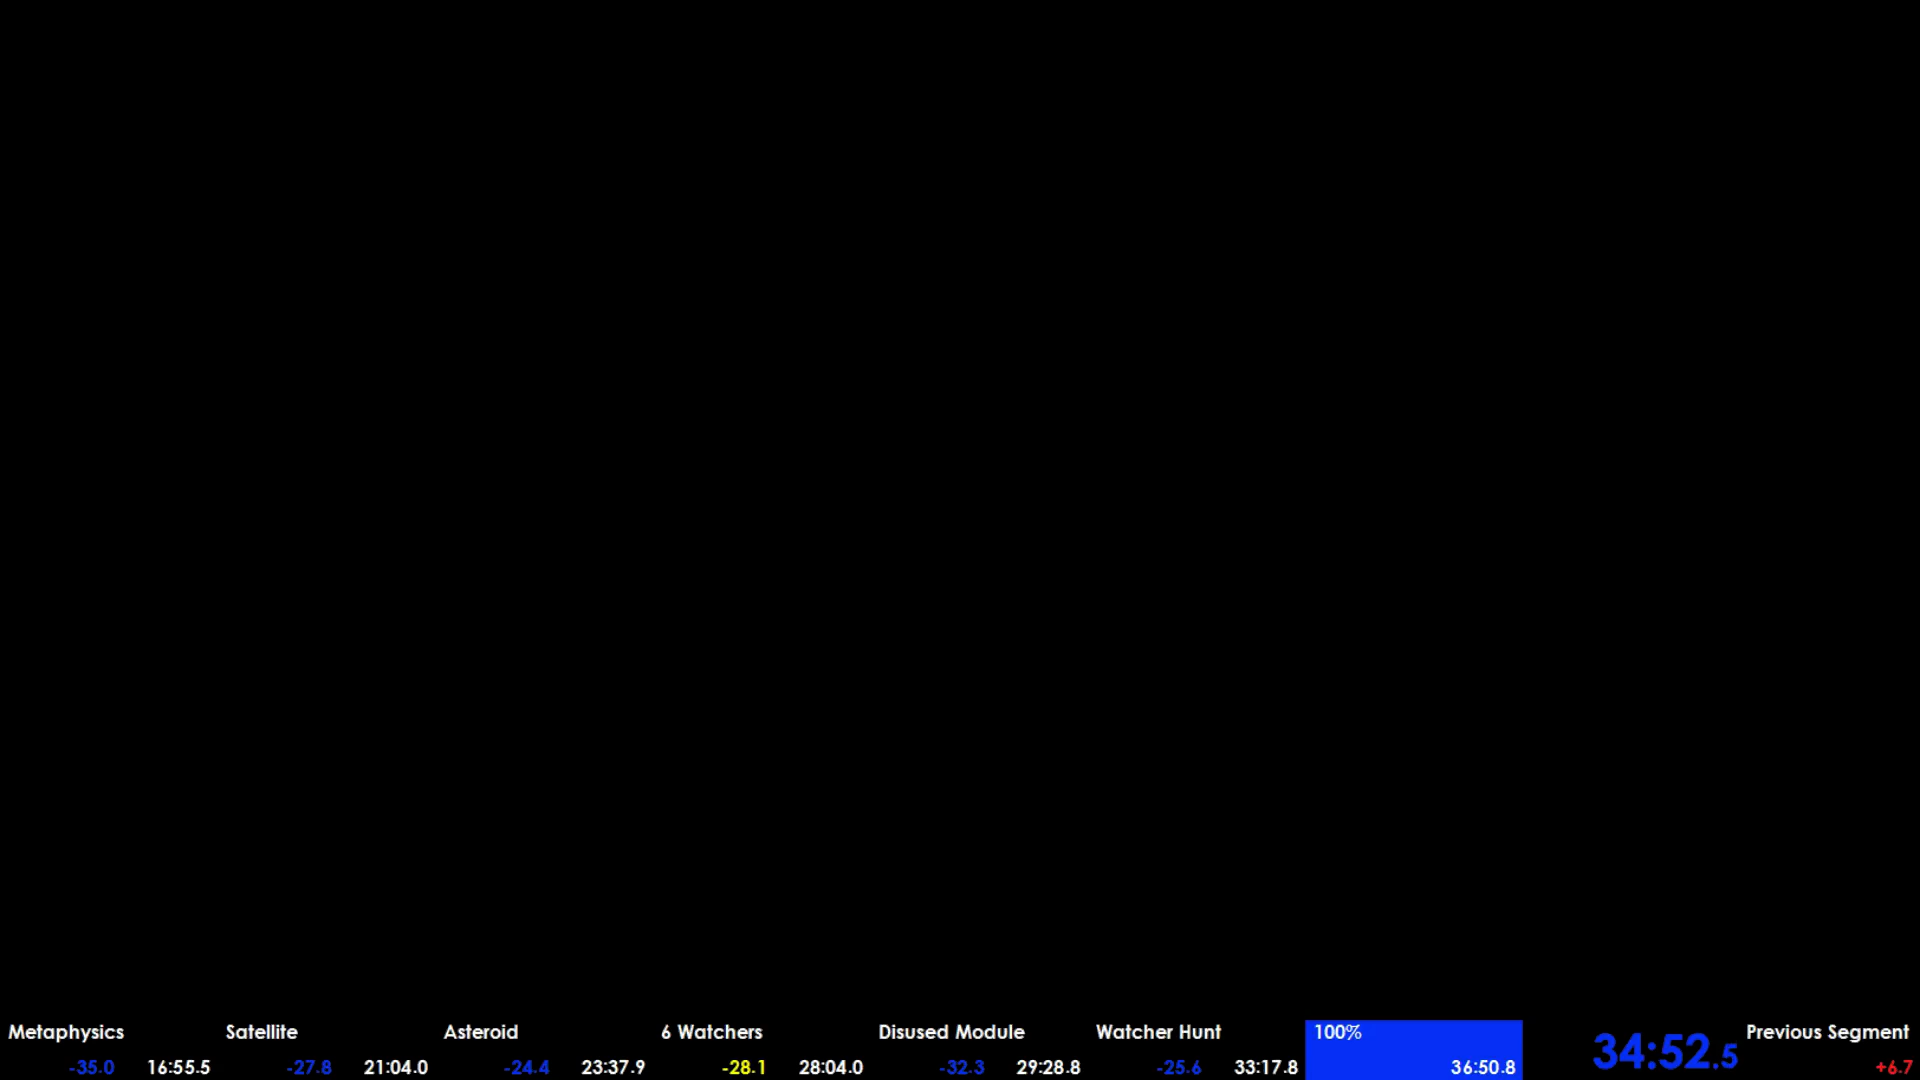 Metaphysics Satellite Asteroid 6 Watchers Disused Module Watcher Hunt 100% Previous Segment
-35.0 16:55.5 -27.8 21:04.0 -24.4 23:37.9 -28.1 28:04.0 -32.3 29:28.8 -25.6 33:17.8 36:50.8 34:52.5 +6.7